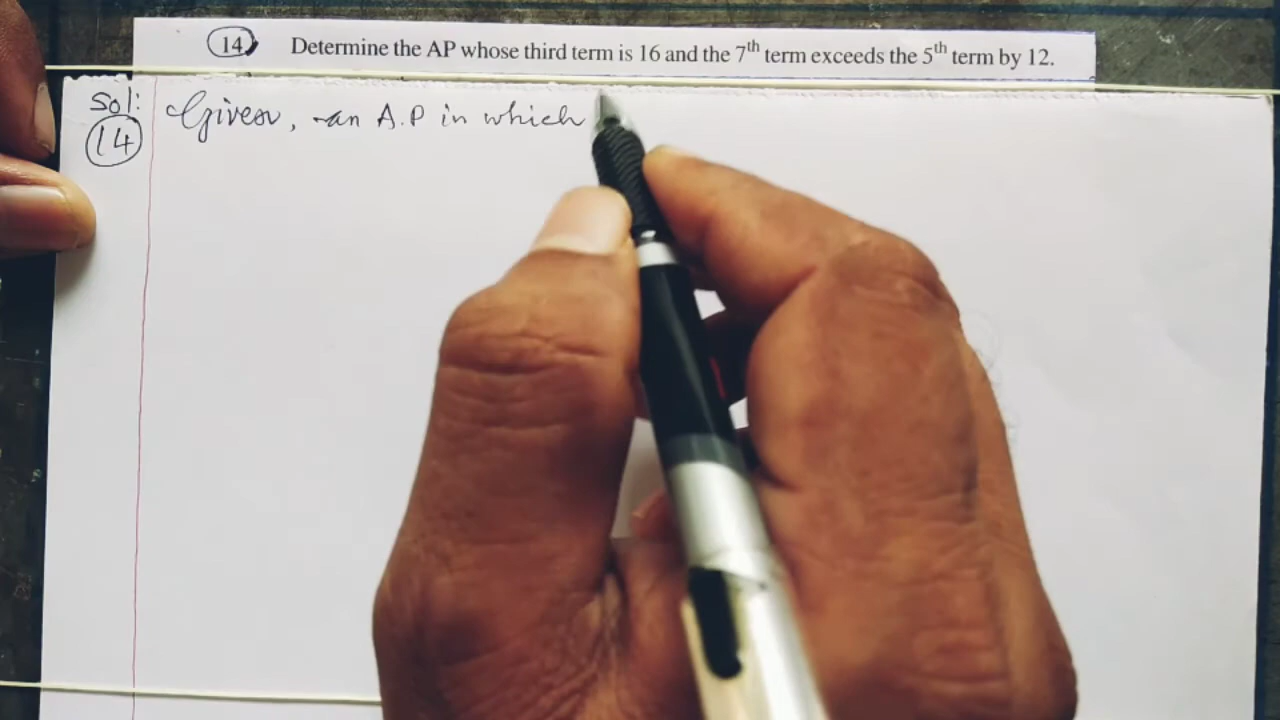 14 Determine the AP whose third term is 16 and the 7th term exceeds the 5th term by 12.
Sol:
14
Given, an A.P in which